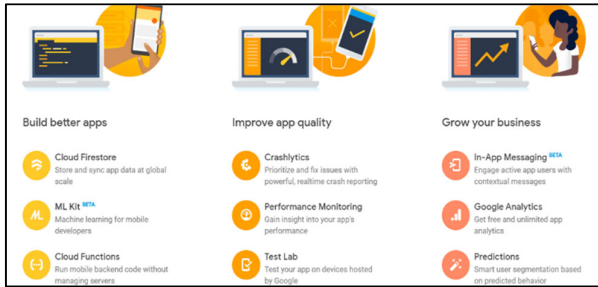 Build better apps
Cloud Firestore
Store and sync app data at global
scale
ML Kit BETA
Machine learning for mobile
developers
Cloud Functions
Run mobile backend code without
managing servers
Improve app quality
Crashlytics
Prioritize and fix issues with
powerful, realtime crash reporting
Performance Monitoring
Gain insight into your app's
performance
Test Lab
Test your app on devices hosted
by Google
Grow your business
In-App Messaging BETA
Engage active app users with
contextual messages
Google Analytics
Get free and unlimited app
analytics
Predictions
Smart user segmentation based
on predicted behavior